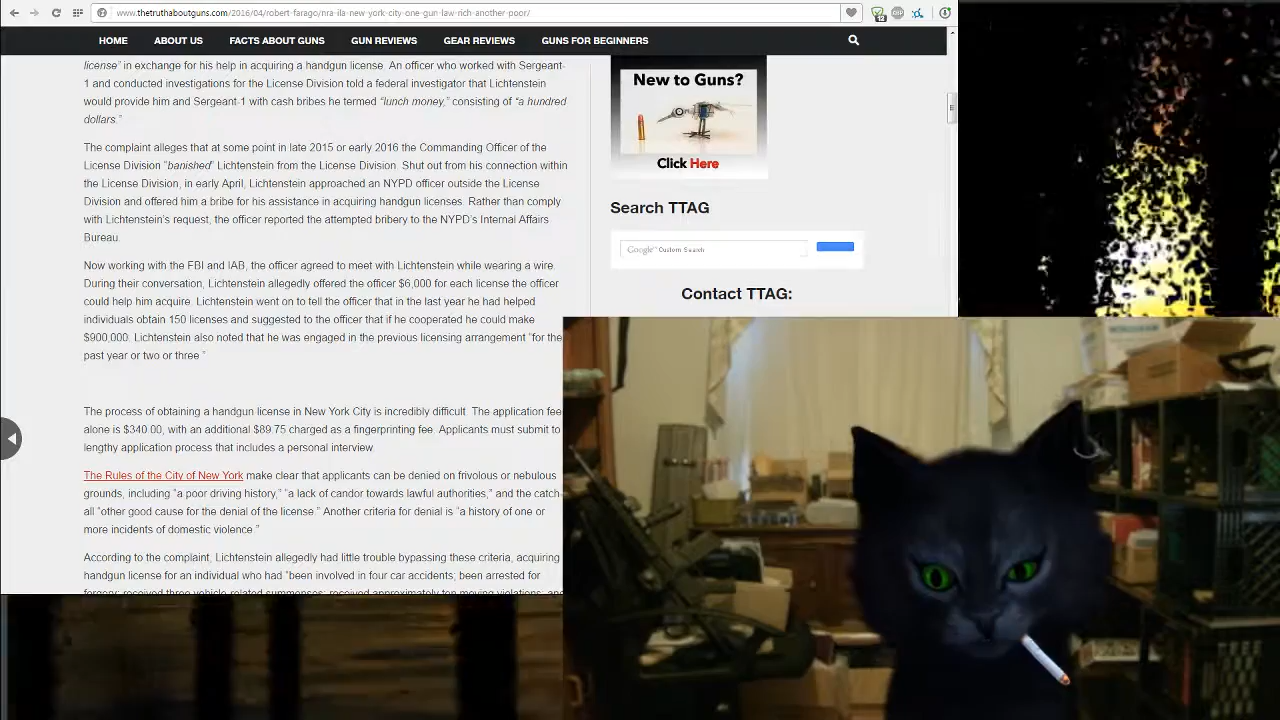 www.thetruthaboutguns.com/2016/04/robert-farago/nra-ila-new-york-city-one-gun-law-rich-another-poor/
12
ABP
HOME ABOUT US FACTS ABOUT GUNS GUN REVIEWS GEAR REVIEWS GUNS FOR BEGINNERS
license” in exchange for his help in acquiring a handgun license. An officer who worked with Sergeant-
1 and conducted investigations for the License Division told a federal investigator that Lichtenstein
would provide him and Sergeant-1 with cash bribes he termed “lunch money,” consisting of “a hundred
dollars.”
The complaint alleges that at some point in late 2015 or early 2016 the Commanding Officer of the
License Division “banished” Lichtenstein from the License Division. Shut out from his connection within
the License Division, in early April, Lichtenstein approached an NYPD officer outside the License
Division and offered him a bribe for his assistance in acquiring handgun licenses. Rather than comply
with Lichtenstein’s request, the officer reported the attempted bribery to the NYPD’s Internal Affairs
Bureau.
Now working with the FBI and IAB, the officer agreed to meet with Lichtenstein while wearing a wire.
During their conversation, Lichtenstein allegedly offered the officer $6,000 for each license the officer
could help him acquire. Lichtenstein went on to tell the officer that in the last year he had helped
individuals obtain 150 licenses and suggested to the officer that if he cooperated he could make
$900,000. Lichtenstein also noted that he was engaged in the previous licensing arrangement “for the
past year or two or three ”
The process of obtaining a handgun license in New York City is incredibly difficult. The application fee
alone is $340.00, with an additional $89.75 charged as a fingerprinting fee. Applicants must submit to
lengthy application process that includes a personal interview.
The Rules of the City of New York make clear that applicants can be denied on frivolous or nebulous
grounds, including “a poor driving history,” “a lack of candor towards lawful authorities,” and the catch-
all “other good cause for the denial of the license ” Another criteria for denial is “a history of one or
more incidents of domestic violence ”
According to the complaint, Lichtenstein allegedly had little trouble bypassing these criteria, acquiring
handgun license for an individual who had “been involved in four car accidents; been arrested for
forgery; received three vehicle-related summonses; received approximately ten moving violations; and
New to Guns?
Click Here
Search TTAG
Google™ Custom Search
Contact TTAG: